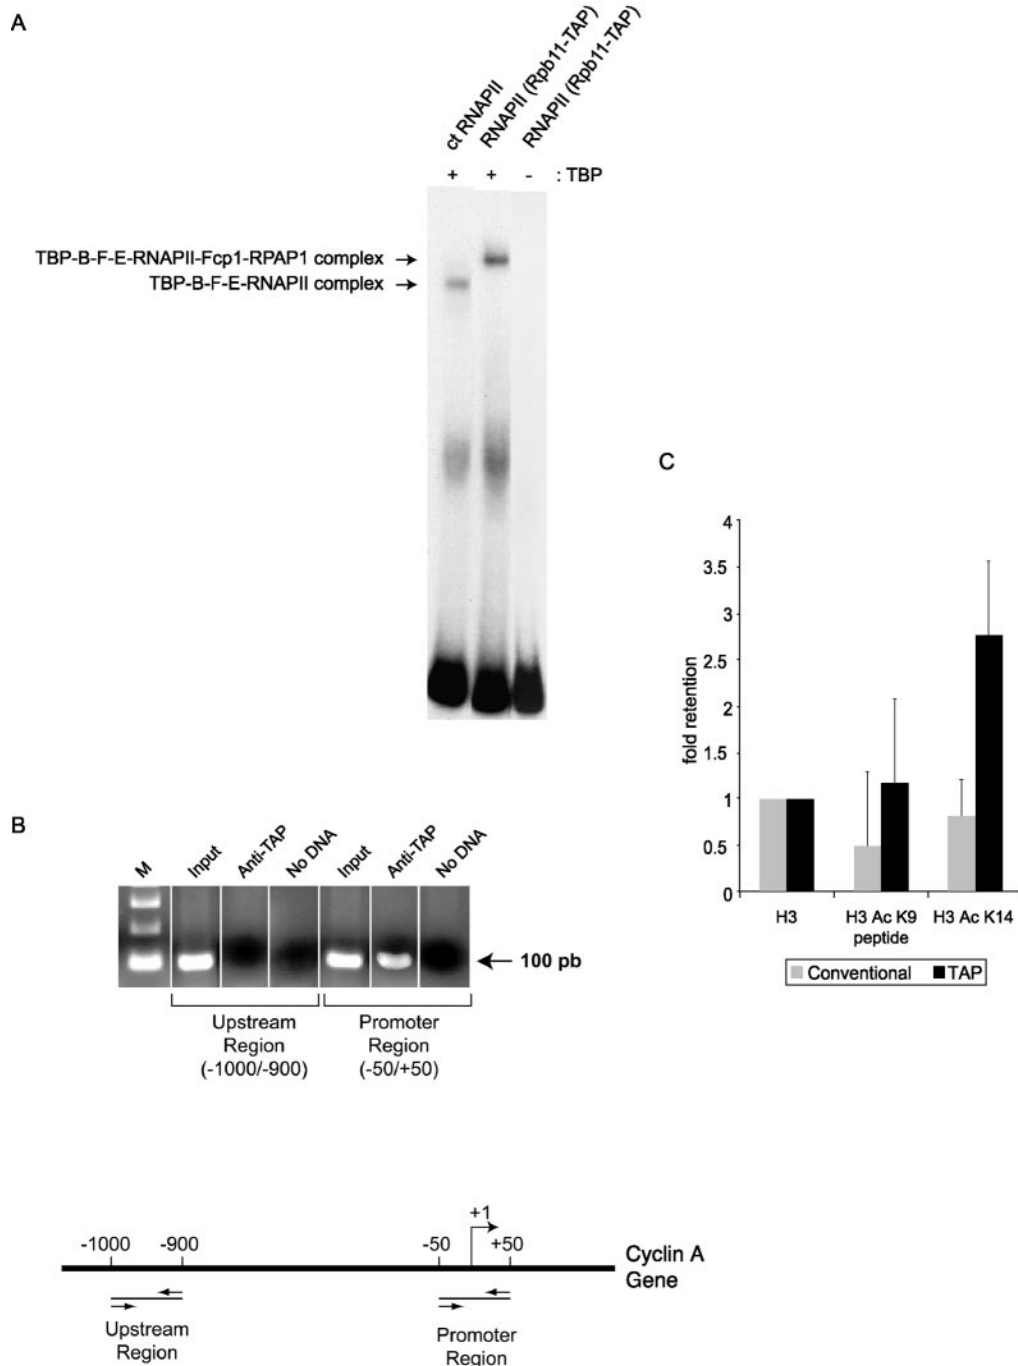 A
ct RNAPII
RNAPII (Rpb11-TAP)
RNAPII (Rpb11-TAP)
+ + - : TBP
TBP-B-F-E-RNAPII-Fcp1-RPAP1 complex →
TBP-B-F-E-RNAPII complex →
C
4
3.5
3
2.5
2
1.5
1
0.5
0
fold retention
H3
H3 Ac K9
peptide
H3 Ac K14
Conventional
TAP
B
M
Input
Anti-TAP
No DNA
Input
Anti-TAP
No DNA
100 pb
Upstream
Region
(-1000/-900)
Promoter
Region
(-50/+50)
+1
-1000
-900
-50
+50
Cyclin A
Gene
Upstream
Region
Promoter
Region